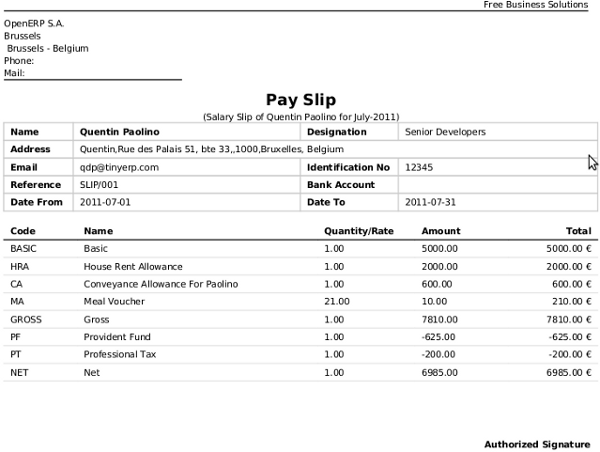 Free Business Solutions
OpenERP S.A.
Brussels
Brussels - Belgium
Phone:
Mail:
Pay Slip
(Salary Slip of Quentin Paolino for July-2011)
Name Quentin Paolino Designation Senior Developers
Address Quentin,Rue des Palais 51, bte 33,,1000,Bruxelles, Belgium
Email qdp@tinyerp.com Identification No 12345
Reference SLIP/001 Bank Account
Date From 2011-07-01 Date To 2011-07-31
Code Name Quantity/Rate Amount Total
BASIC Basic 1.00 5000.00 5000.00 €
HRA House Rent Allowance 1.00 2000.00 2000.00 €
CA Conveyance Allowance For Paolino 1.00 600.00 600.00 €
MA Meal Voucher 21.00 10.00 210.00 €
GROSS Gross 1.00 7810.00 7810.00 €
PF Provident Fund 1.00 -625.00 -625.00 €
PT Professional Tax 1.00 -200.00 -200.00 €
NET Net 1.00 6985.00 6985.00 €
Authorized Signature